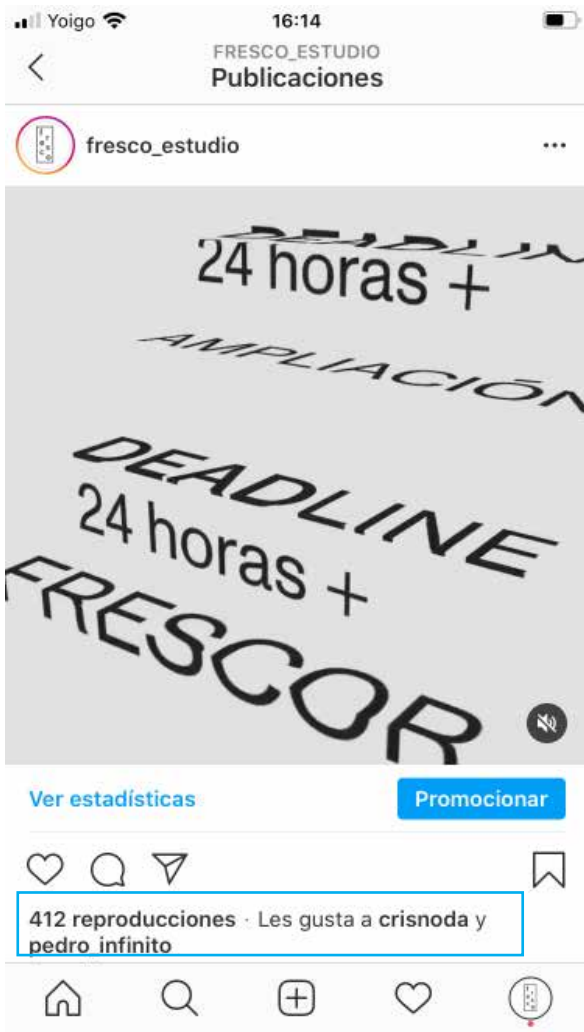 Yoigo 16:14
FRESCO_ESTUDIO
Publicaciones
fresco_estudio
DEADLIN
24 horas +
AMPLIACIÓN
DEADLINE
24 horas +
FRESCOR
Ver estadísticas Promocionar
412 reproducciones · Les gusta a crisnoda y
pedro_infinito